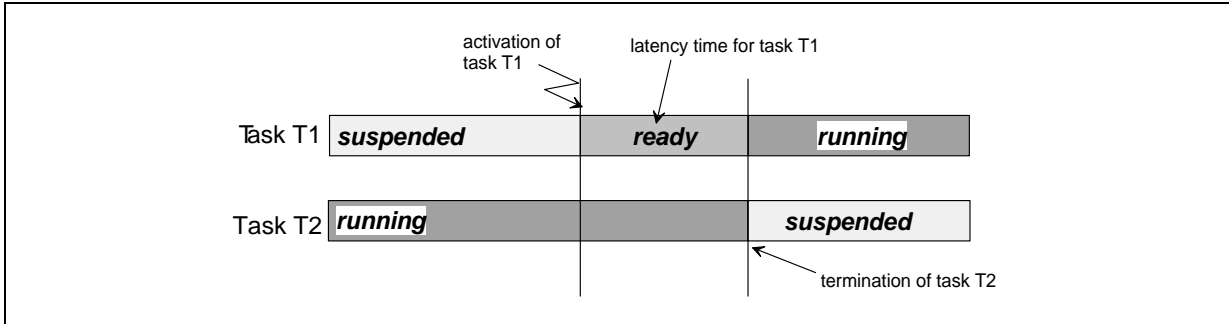 activation of
task T1
latency time for task T1
Task T1 suspended ready running
Task T2 running suspended
termination of task T2